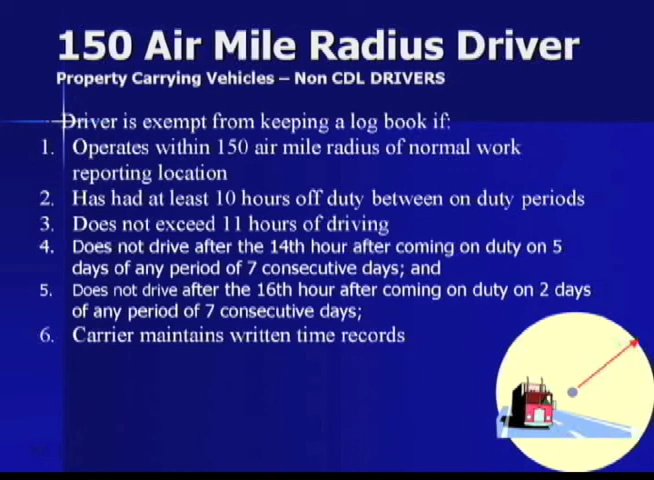 150 Air Mile Radius Driver
Property Carrying Vehicles – Non CDL DRIVERS
Driver is exempt from keeping a log book if:
1. Operates within 150 air mile radius of normal work
reporting location
2. Has had at least 10 hours off duty between on duty periods
3. Does not exceed 11 hours of driving
4. Does not drive after the 14th hour after coming on duty on 5
days of any period of 7 consecutive days; and
5. Does not drive after the 16th hour after coming on duty on 2 days
of any period of 7 consecutive days;
6. Carrier maintains written time records